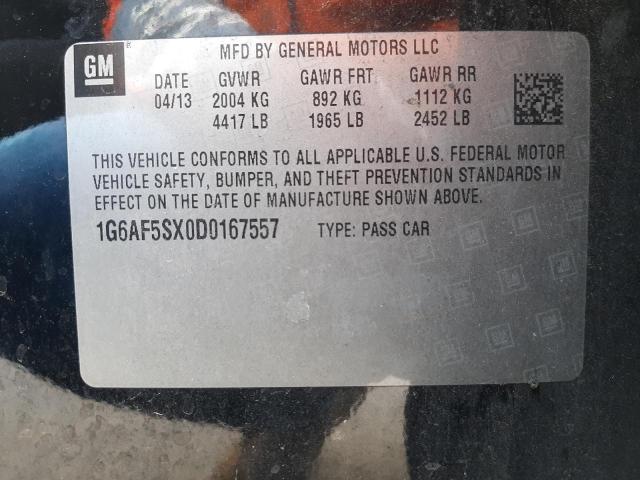 GM
MFD BY GENERAL MOTORS LLC
DATE GVWR GAWR FRT. GAWR RR
04/13 2004 KG 892 KG 1112 KG
4417 LB 1965 LB 2452 LB
THIS VEHICLE CONFORMS TO ALL APPLICABLE U.S. FEDERAL MOTOR
VEHICLE SAFETY, BUMPER, AND THEFT PREVENTION STANDARDS IN
EFFECT ON THE DATE OF MANUFACTURE SHOWN ABOVE.
1G6AF5SX0D0167557 TYPE: PASS CAR